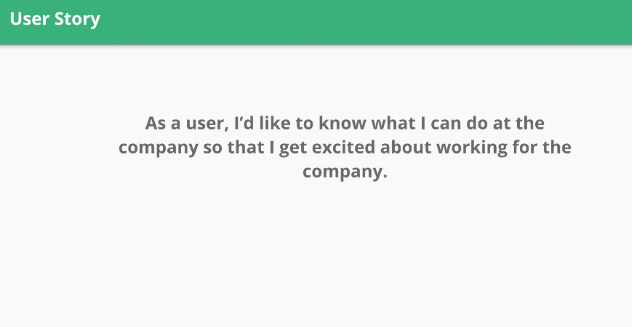 User Story
As a user, I’d like to know what I can do at the
company so that I get excited about working for the
company.